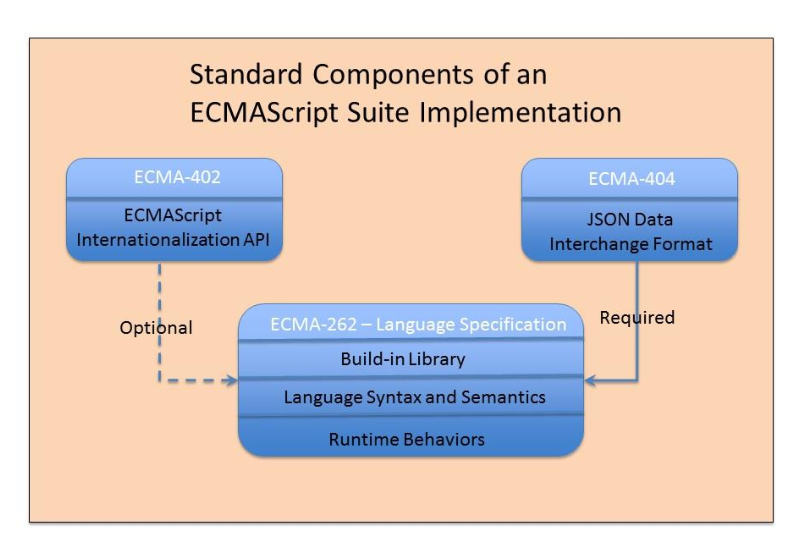 Standard Components of an
ECMAScript Suite Implementation
ECMA-402
ECMAScript
Internationalization API
ECMA-404
JSON Data
Interchange Format
Optional
Required
ECMA-262 – Language Specification
Build-in Library
Language Syntax and Semantics
Runtime Behaviors